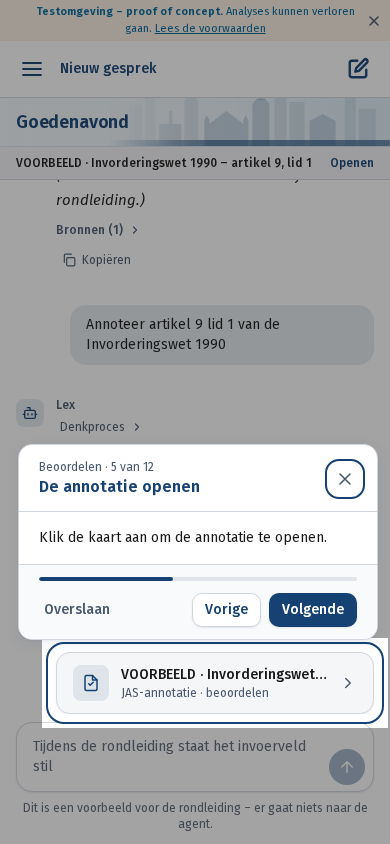 Testomgeving – proof of concept. Analyses kunnen verloren
gaan. Lees de voorwaarden
Nieuw gesprek
Goedenavond
VOORBEELD · Invorderingswet 1990 – artikel 9, lid 1 Openen
rondleiding.)
Bronnen (1)
Kopiëren
Annoteer artikel 9 lid 1 van de
Invorderingswet 1990
Lex
Denkproces
Beoordelen · 5 van 12
De annotatie openen
Klik de kaart aan om de annotatie te openen.
Overslaan Vorige Volgende
VOORBEELD · Invorderingswet...
JAS-annotatie · beoordelen
Tijdens de rondleiding staat het invoerveld
stil
Dit is een voorbeeld voor de rondleiding – er gaat niets naar de
agent.